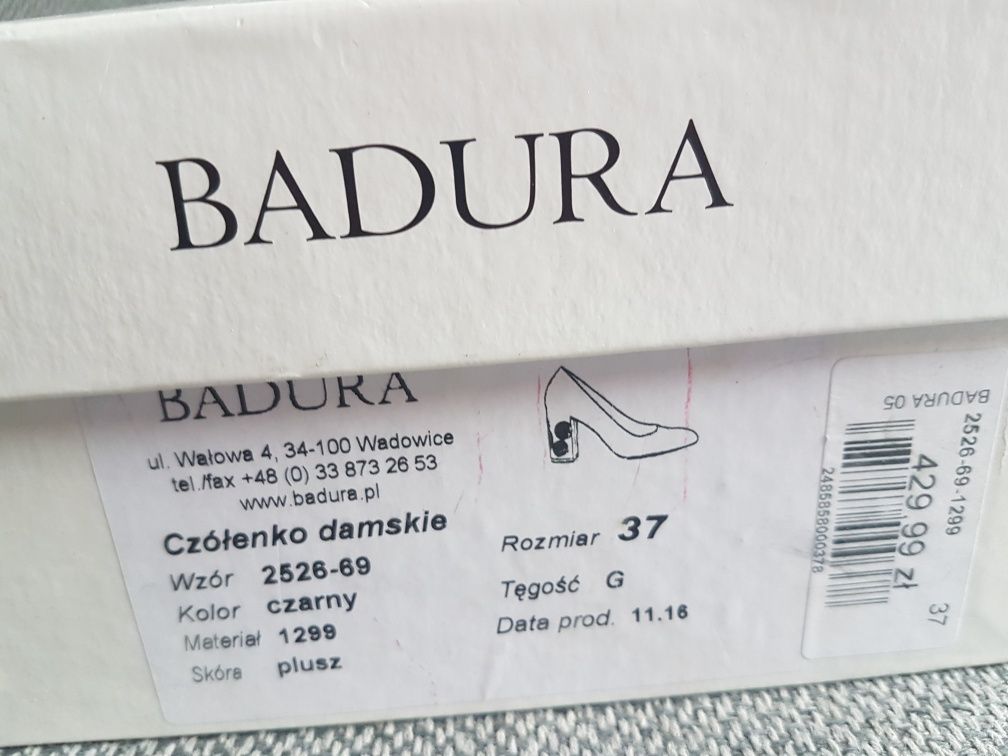 BADURA
BADURA
ul. Wałowa 4, 34-100 Wadowice
tel./fax +48 (0) 33 873 26 53
www.badura.pl
Czółenko damskie
Wzór 2526-69
Kolor czarny
Materiał 1299
Skóra plusz
Rozmiar 37
Tęgość G
Data prod. 11.16
BADURA 05
2526-69-1299
429,99 zł
37
2485858000378